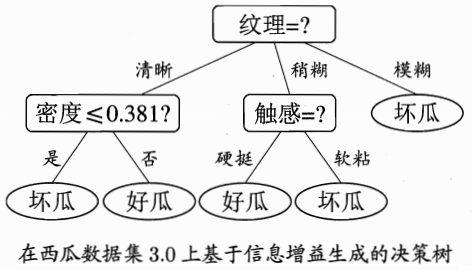 纹理=?
清晰
稍糊
模糊
密度≤0.381?
触感=?
坏瓜
是
否
硬挺
软粘
坏瓜
好瓜
好瓜
坏瓜
在西瓜数据集 3.0 上基于信息增益生成的决策树